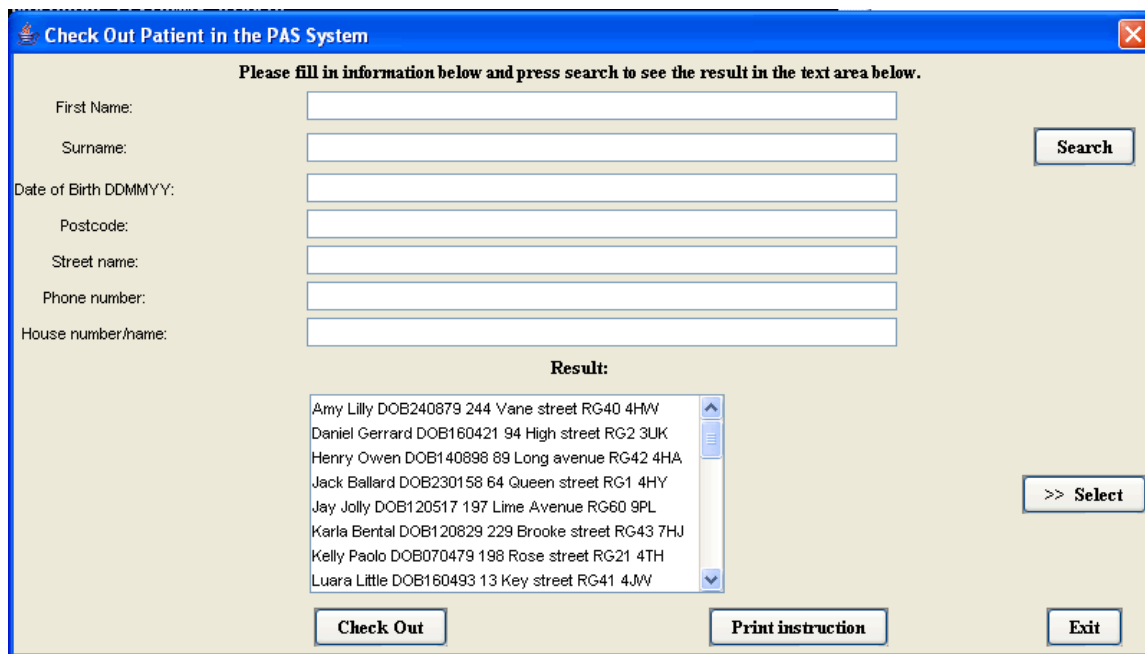 Check Out Patient in the PAS System
Please fill in information below and press search to see the result in the text area below.
First Name:
Surname:
Search
Date of Birth DDMMYY:
Postcode:
Street name:
Phone number:
House number/name:
Result:
Amy Lilly DOB240879 244 Vane street RG40 4HW
Daniel Gerrard DOB160421 94 High street RG2 3UK
Henry Owen DOB140898 89 Long avenue RG42 4HA
Jack Ballard DOB230158 64 Queen street RG1 4HY
Jay Jolly DOB120517 197 Lime Avenue RG60 9PL
Karla Bental DOB120829 229 Brooke street RG43 7HJ
Kelly Paolo DOB070479 198 Rose street RG21 4TH
Luara Little DOB160493 13 Key street RG41 4JW
>> Select
Check Out Print instruction Exit